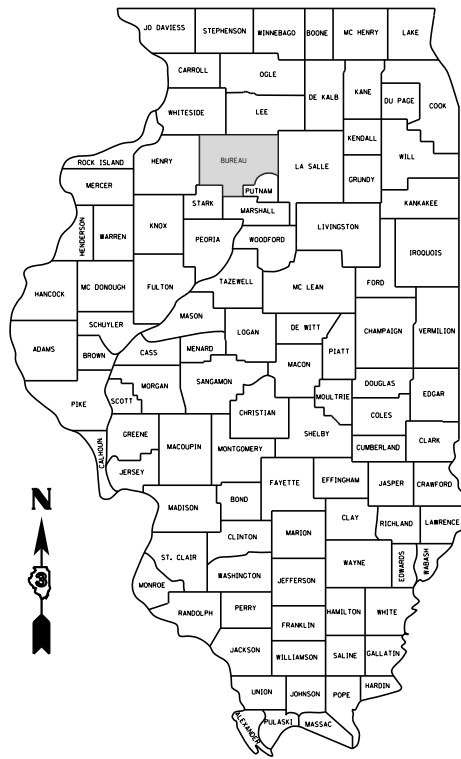 JO DAVIESS
STEPHENSON
WINNEBAGO
BOONE
MC HENRY
LAKE
CARROLL
OGLE
DE KALB
KANE
DU PAGE
COOK
WHITESIDE
LEE
KENDALL
WILL
ROCK ISLAND
HENRY
BUREAU
LA SALLE
GRUNDY
MERCER
PUTNAM
STARK
MARSHALL
KANKAKEE
HENDERSON
WARREN
KNOX
PEORIA
WOODFORD
LIVINGSTON
IROQUOIS
HANCOCK
MC DONOUGH
FULTON
TAZEWELL
MC LEAN
FORD
MASON
SCHUYLER
LOGAN
DE WITT
CHAMPAIGN
VERMILION
ADAMS
BROWN
CASS
MENARD
MACON
PIATT
MORGAN
SANGAMON
DOUGLAS
EDGAR
PIKE
SCOTT
CHRISTIAN
MOULTRIE
COLES
GREENE
MACOUPIN
MONTGOMERY
SHELBY
CUMBERLAND
CLARK
CALHOUN
JERSEY
FAYETTE
EFFINGHAM
JASPER
CRAWFORD
MADISON
BOND
CLAY
RICHLAND
LAWRENCE
N
3
CLINTON
MARION
ST. CLAIR
WAYNE
EDWARDS
WABASH
MONROE
WASHINGTON
JEFFERSON
RANDOLPH
PERRY
HAMILTON
WHITE
FRANKLIN
JACKSON
WILLIAMSON
SALINE
GALLATIN
UNION
JOHNSON
POPE
HARDIN
ALEXANDER
PULASKI
MASSAC